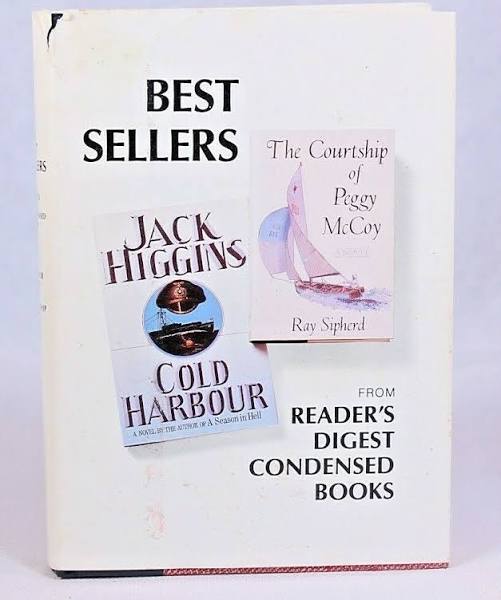 BEST
SELLERS
The Courtship
of
Peggy
McCoy
Ray Sipherd
JACK
HIGGINS
COLD
HARBOUR
A NOVEL BY THE AUTHOR OF A Season in Hell
FROM
READER'S
DIGEST
CONDENSED
BOOKS